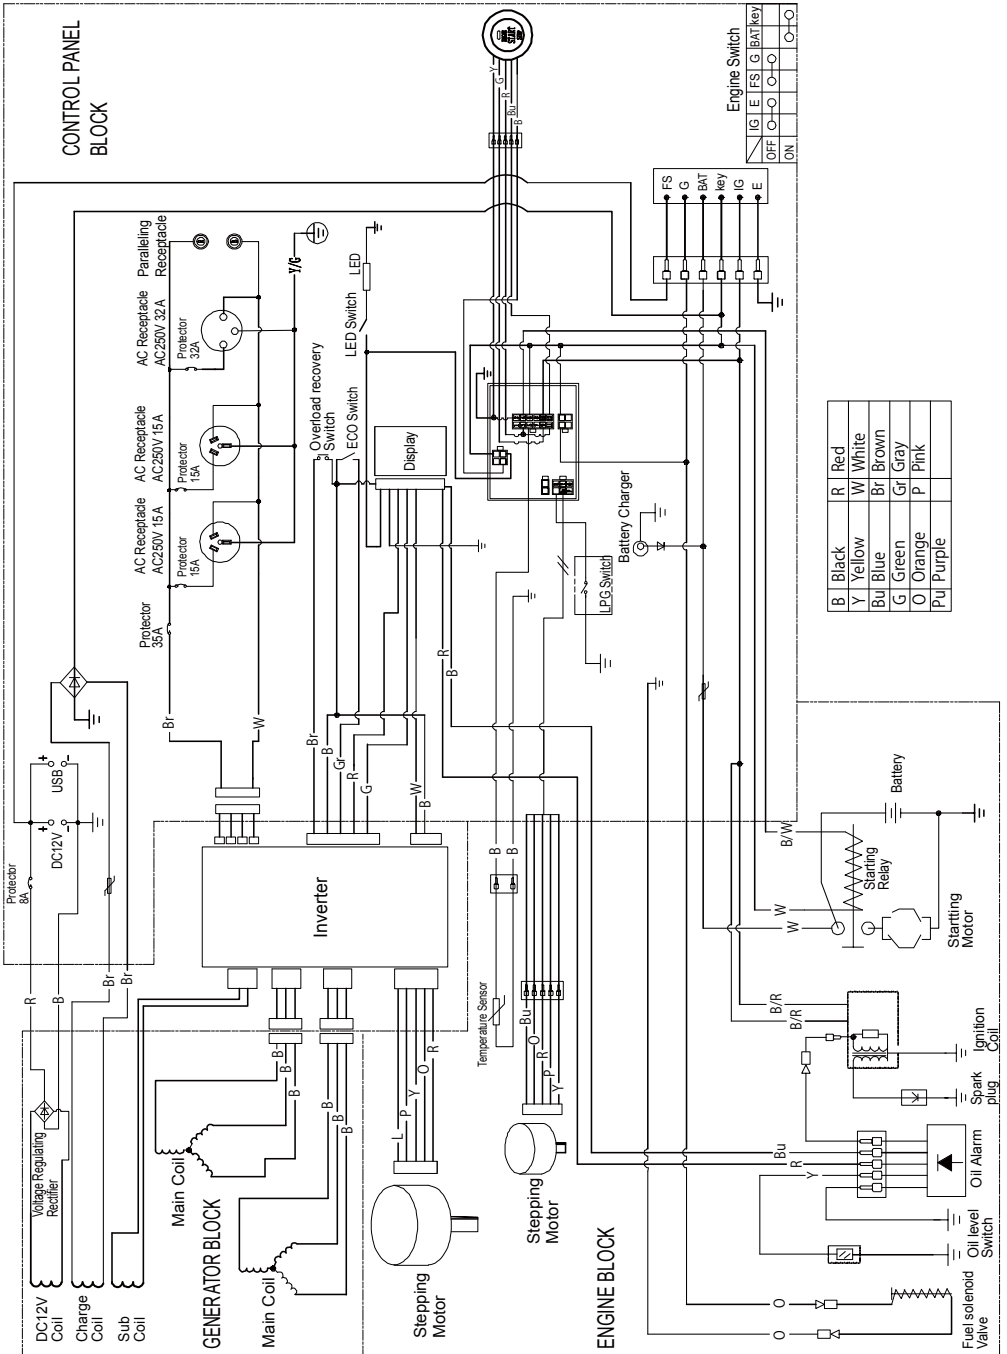 CONTROL PANEL
BLOCK
Engine Switch
IG E FS G BAT key
OFF
ON
START
Y
G
R
Bu
B
FS
G
BAT
key
IG
E
Paralleling
Receptacle
AC Receptacle
AC250V 32A
Protector
32A
AC Receptacle
AC250V 15A
Protector
15A
AC Receptacle
AC250V 15A
Protector
15A
Protector
35A
Y/G
LED
LED Switch
Overload recovery
Switch
ECO Switch
Display
Battery Charger
LPG Switch
B Black R Red
Y Yellow W White
Bu Blue Br Brown
G Green Gr Gray
O Orange P Pink
Pu Purple
USB
+
-
DC12V
+
-
Protector
8A
Br
W
Br
B
Gr
R
G
W
B
R
B
B
B
Inverter
R
B
Br
Br
Temperature Sensor
Bu
O
R
P
Y
B/W
W
W
Battery
Starting
Relay
Startting
Motor
B/R
B/R
Ignition
Coil
Spark
plug
Oil Alarm
Bu
R
Y
Oil level
Switch
Fuel solenoid
Valve
O
O
Voltage Regulating
Rectifier
DC12V
Coil
Charge
Coil
Sub
Coil
Main Coil
B
B
B
GENERATOR BLOCK
Main Coil
B
B
B
L
P
Y
O
R
Stepping
Motor
Stepping
Motor
ENGINE BLOCK